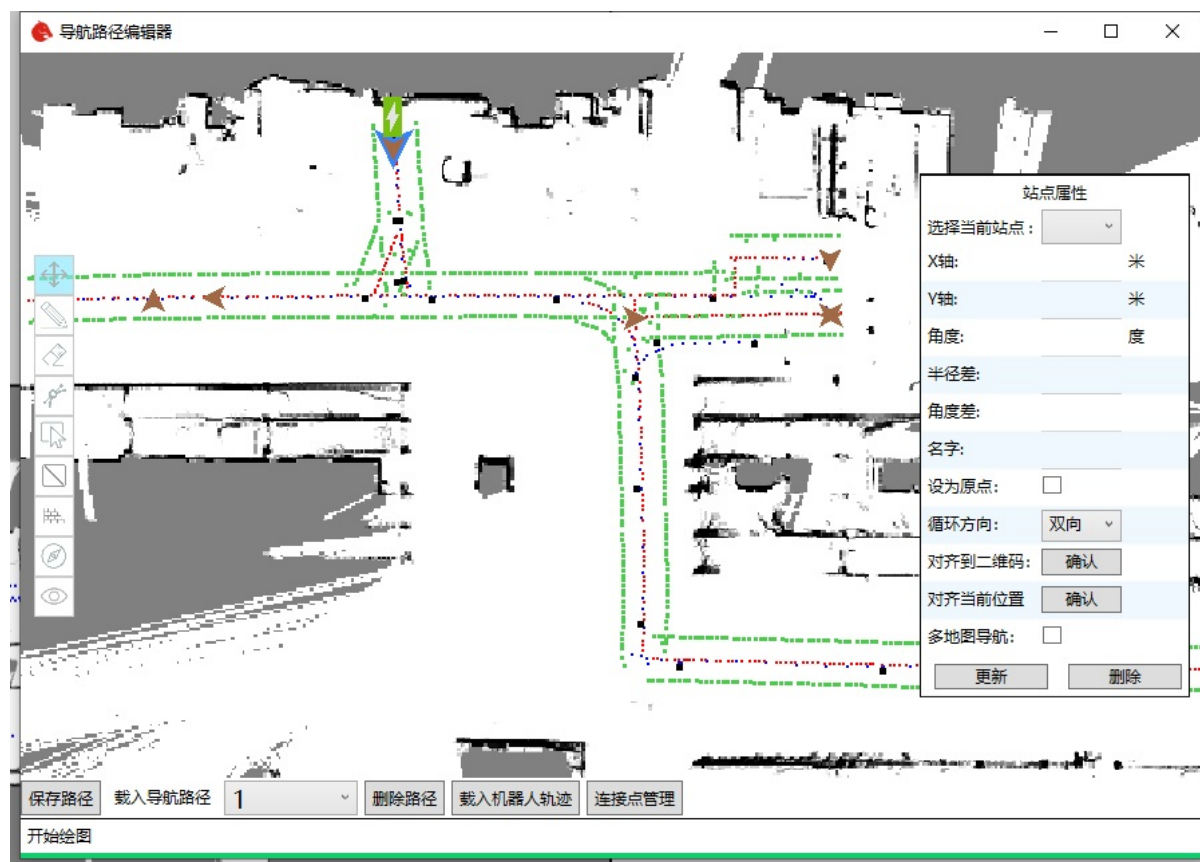 导航路径编辑器
站点属性
选择当前站点：
X轴: 米
Y轴: 米
角度: 度
半径差:
角度差:
名字:
设为原点:
循环方向: 双向
对齐到二维码: 确认
对齐当前位置 确认
多地图导航:
更新 删除
保存路径 载入导航路径 1 删除路径 载入机器人轨迹 连接点管理
开始绘图